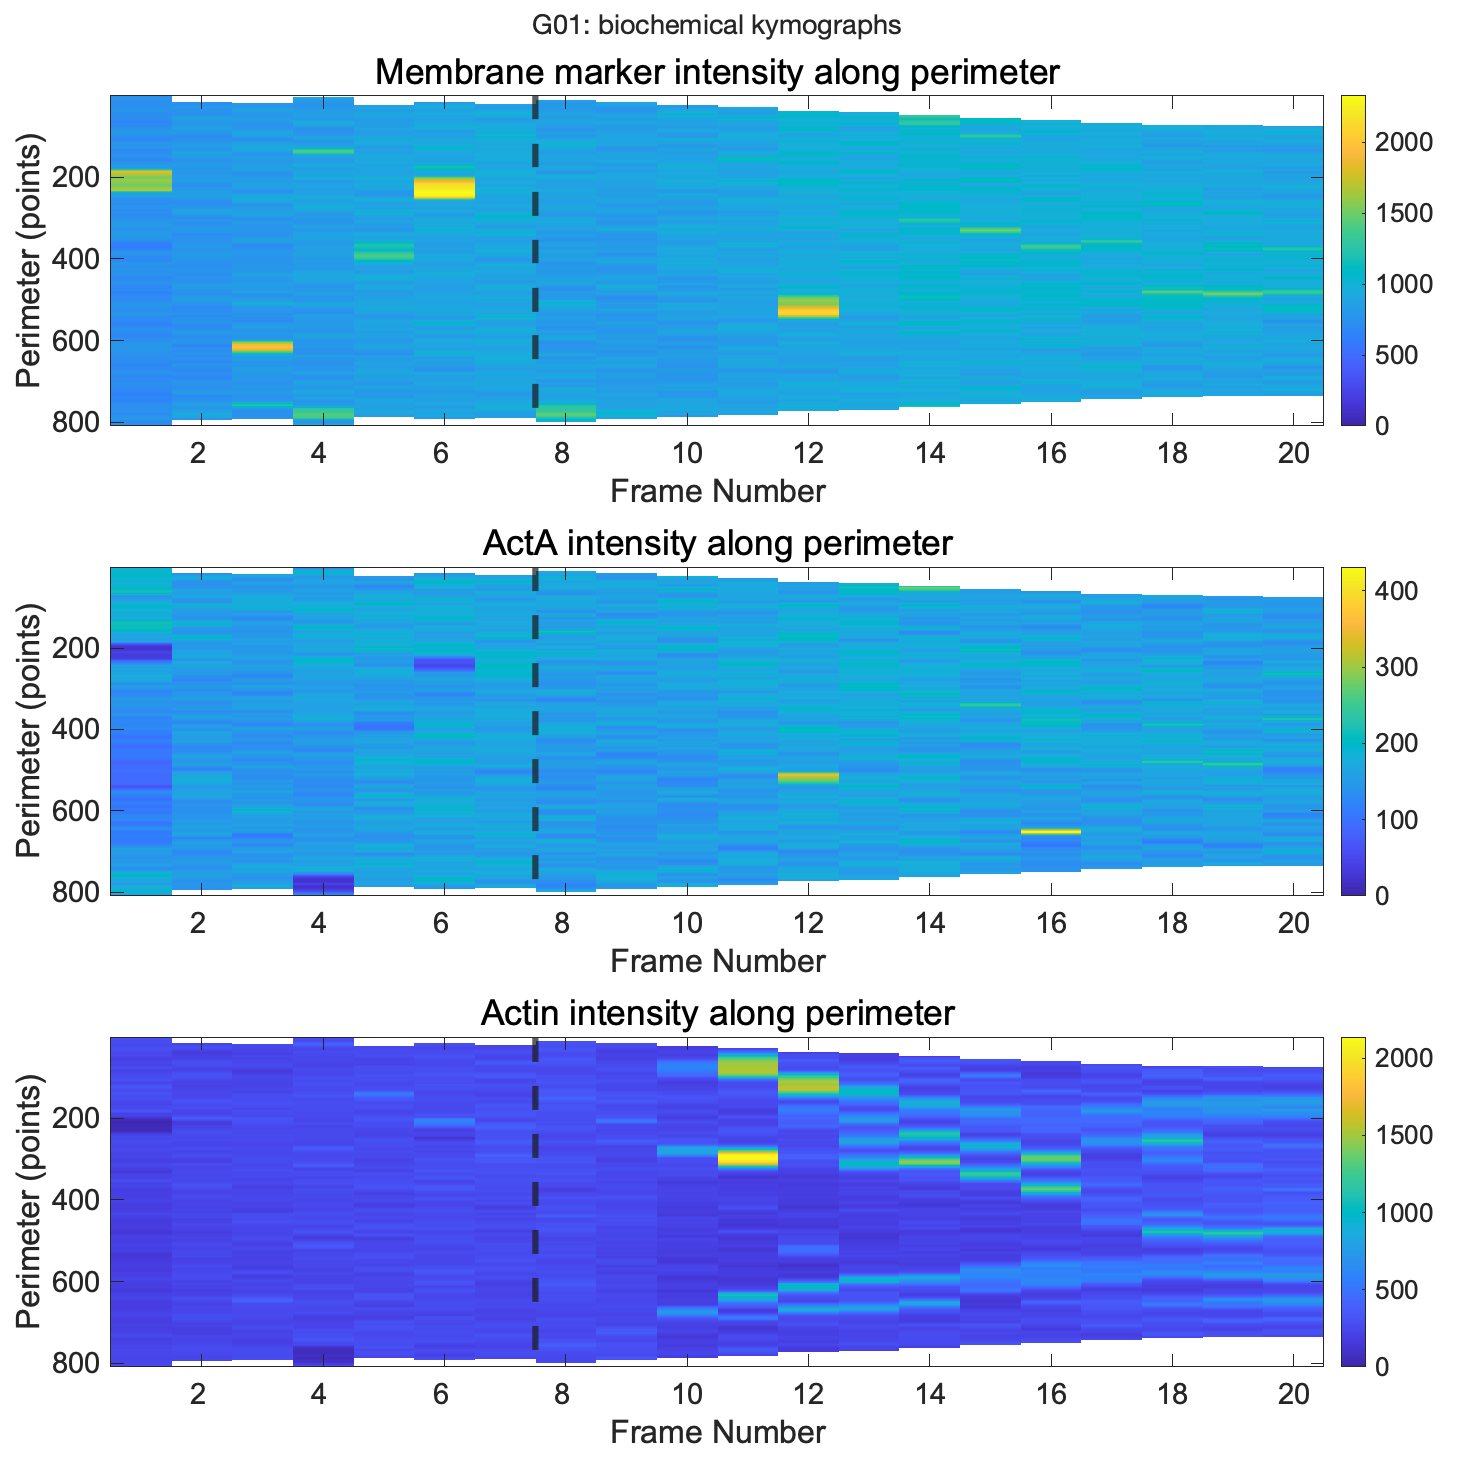 G01: biochemical kymographs
Membrane marker intensity along perimeter
Perimeter (points)
200
400
600
800
2 4 6 8 10 12 14 16 18 20
Frame Number
2000
1500
1000
500
0
ActA intensity along perimeter
Perimeter (points)
200
400
600
800
2 4 6 8 10 12 14 16 18 20
Frame Number
400
300
200
100
0
Actin intensity along perimeter
Perimeter (points)
200
400
600
800
2 4 6 8 10 12 14 16 18 20
Frame Number
2000
1500
1000
500
0